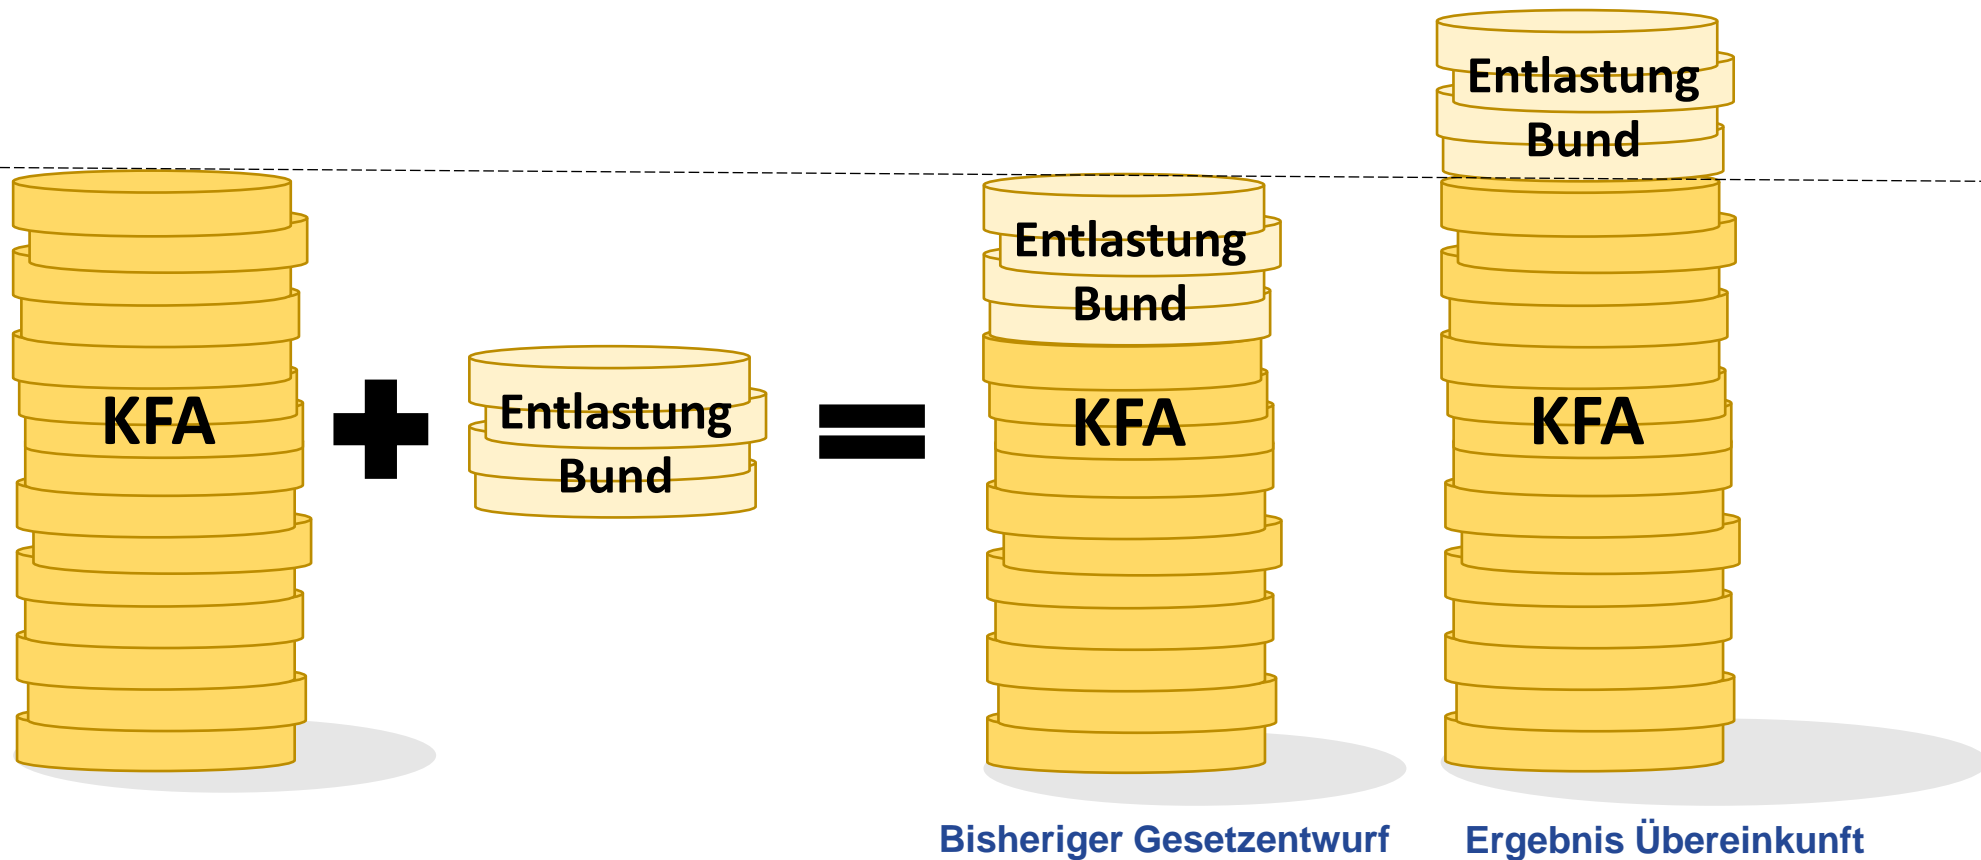 KFA
Entlastung
Bund
Entlastung
Bund
KFA
Entlastung
Bund
KFA
Bisheriger Gesetzentwurf
Ergebnis Übereinkunft